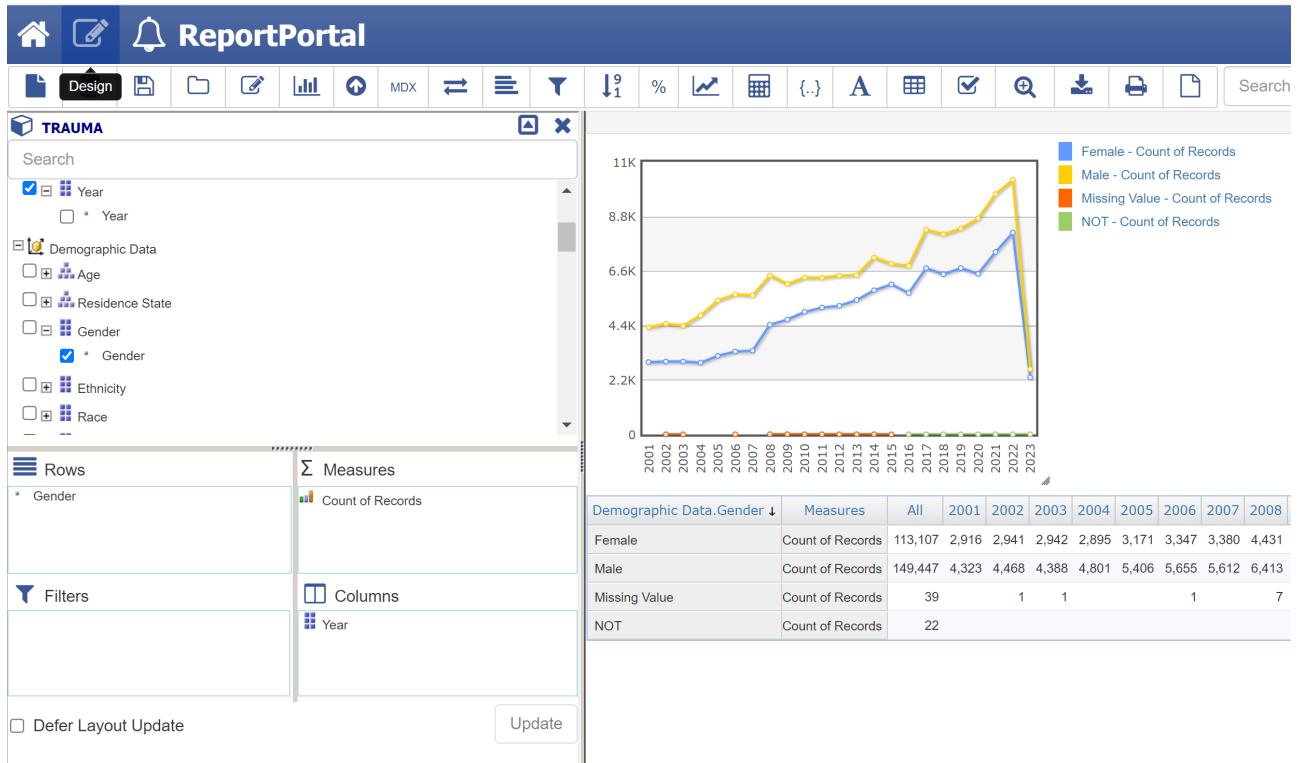 ReportPortal
Design
MDX
%
{..}
A
Search
TRAUMA
Search
Year
Year
Demographic Data
Age
Residence State
Gender
Gender
Ethnicity
Race
Rows
Σ Measures
Gender
Count of Records
Filters
Columns
Year
Defer Layout Update
Update
11K
8.8K
6.6K
4.4K
2.2K
0
2001 2002 2003 2004 2005 2006 2007 2008 2009 2010 2011 2012 2013 2014 2015 2016 2017 2018 2019 2020 2021 2022 2023
Female - Count of Records
Male - Count of Records
Missing Value - Count of Records
NOT - Count of Records
Demographic Data.Gender ↓ Measures All 2001 2002 2003 2004 2005 2006 2007 2008
Female Count of Records 113,107 2,916 2,941 2,942 2,895 3,171 3,347 3,380 4,431
Male Count of Records 149,447 4,323 4,468 4,388 4,801 5,406 5,655 5,612 6,413
Missing Value Count of Records 39 1 1 1 7
NOT Count of Records 22